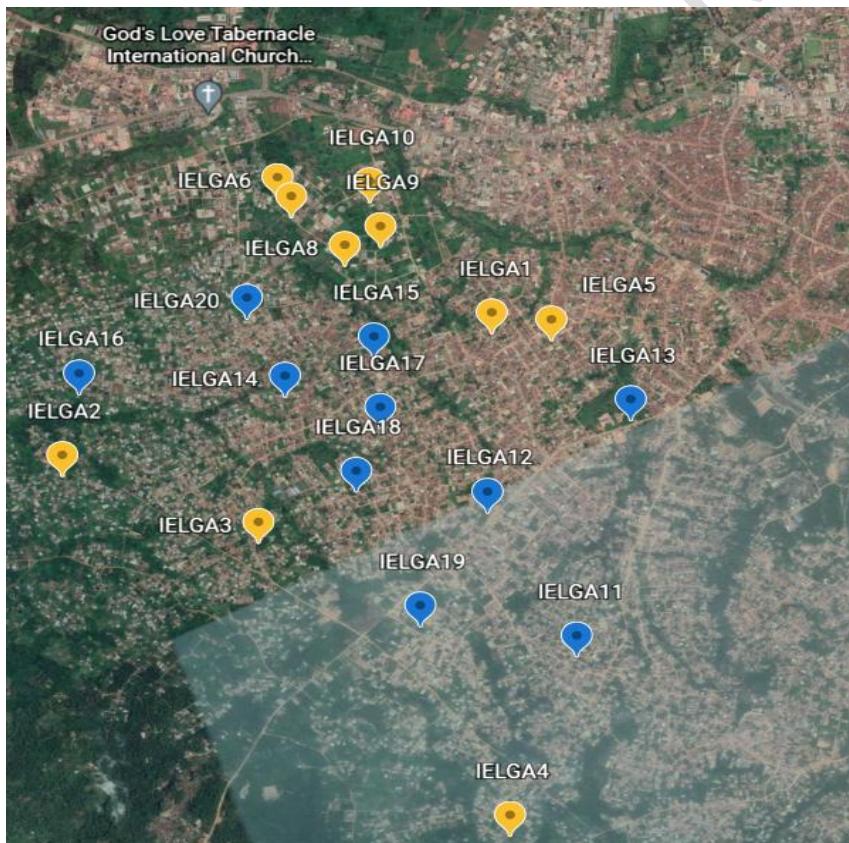 God's Love Tabernacle
International Church...
IELGA10
IELGA6
IELGA9
IELGA8
IELGA1
IELGA5
IELGA15
IELGA20
IELGA16
IELGA17
IELGA13
IELGA14
IELGA2
IELGA18
IELGA12
IELGA3
IELGA19
IELGA11
IELGA4